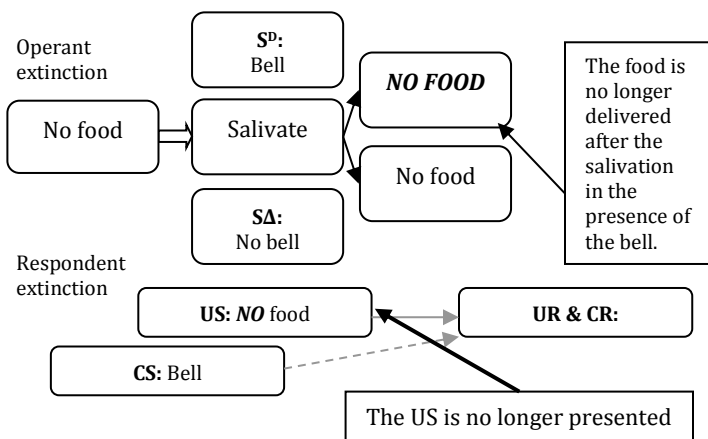 Operant
extinction
Sᴰ:
Bell
No food
Salivate
NO FOOD
No food
SΔ:
No bell
The food is
no longer
delivered
after the
salivation
in the
presence of
the bell.
Respondent
extinction
US: NO food
UR & CR:
CS: Bell
The US is no longer presented